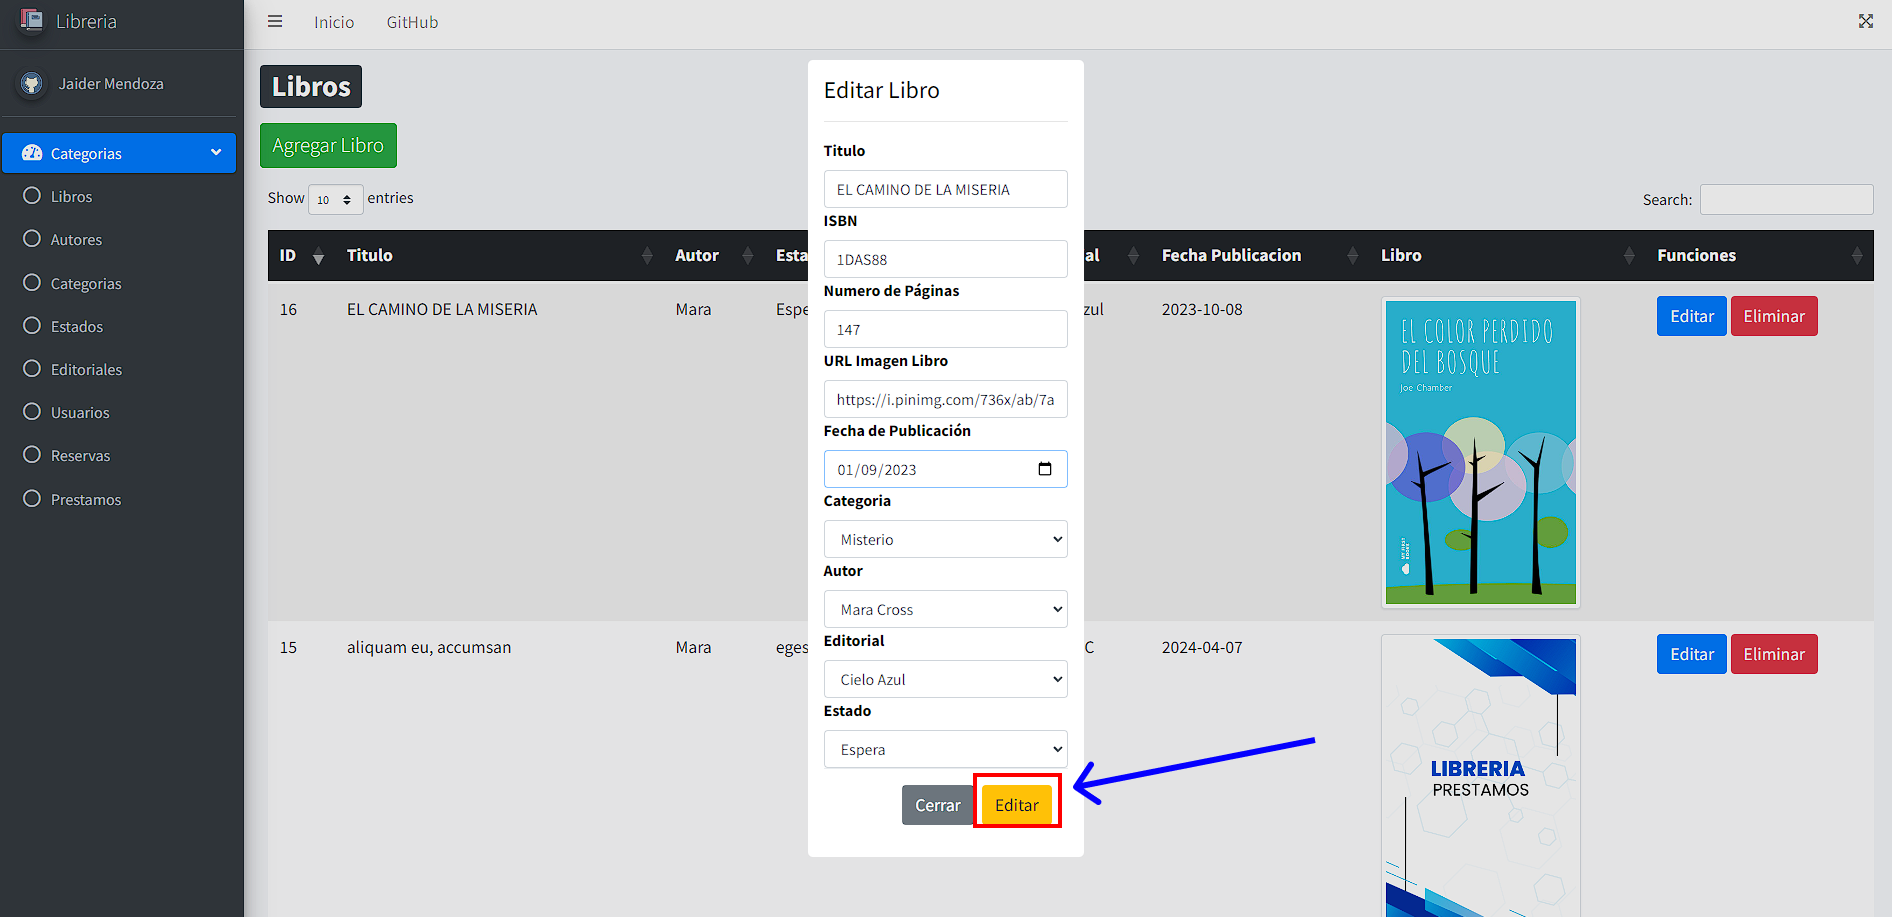 Libreria
Inicio
GitHub
Jaider Mendoza
Categorias
Libros
Autores
Categorias
Estados
Editoriales
Usuarios
Reservas
Prestamos
Libros
Agregar Libro
Show 10 entries
Search:
ID Titulo Autor Esta al Fecha Publicacion Libro Funciones
16 EL CAMINO DE LA MISERIA Mara Espe zul 2023-10-08 Editar Eliminar
EL COLOR PERDIDO
DEL BOSQUE
Joe Chamber
15 aliquam eu, accumsan Mara eges C 2024-04-07 Editar Eliminar
LIBRERIA
PRESTAMOS
Editar Libro
Titulo
EL CAMINO DE LA MISERIA
ISBN
1DAS88
Numero de Páginas
147
URL Imagen Libro
https://i.pinimg.com/736x/ab/7a
Fecha de Publicación
01/09/2023
Categoria
Misterio
Autor
Mara Cross
Editorial
Cielo Azul
Estado
Espera
Cerrar
Editar